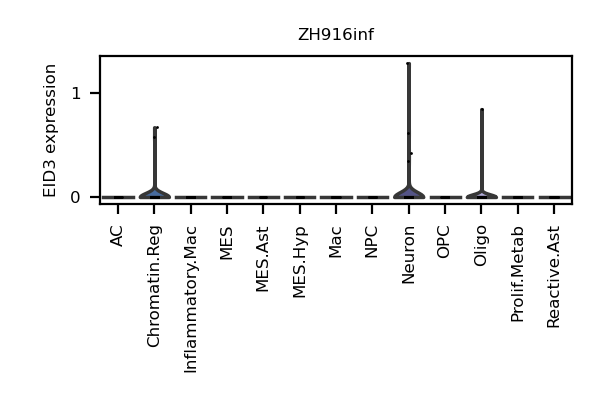 ZH916inf
EID3 expression
1
0
AC
Chromatin.Reg
Inflammatory.Mac
MES
MES.Ast
MES.Hyp
Mac
NPC
Neuron
OPC
Oligo
Prolif.Metab
Reactive.Ast